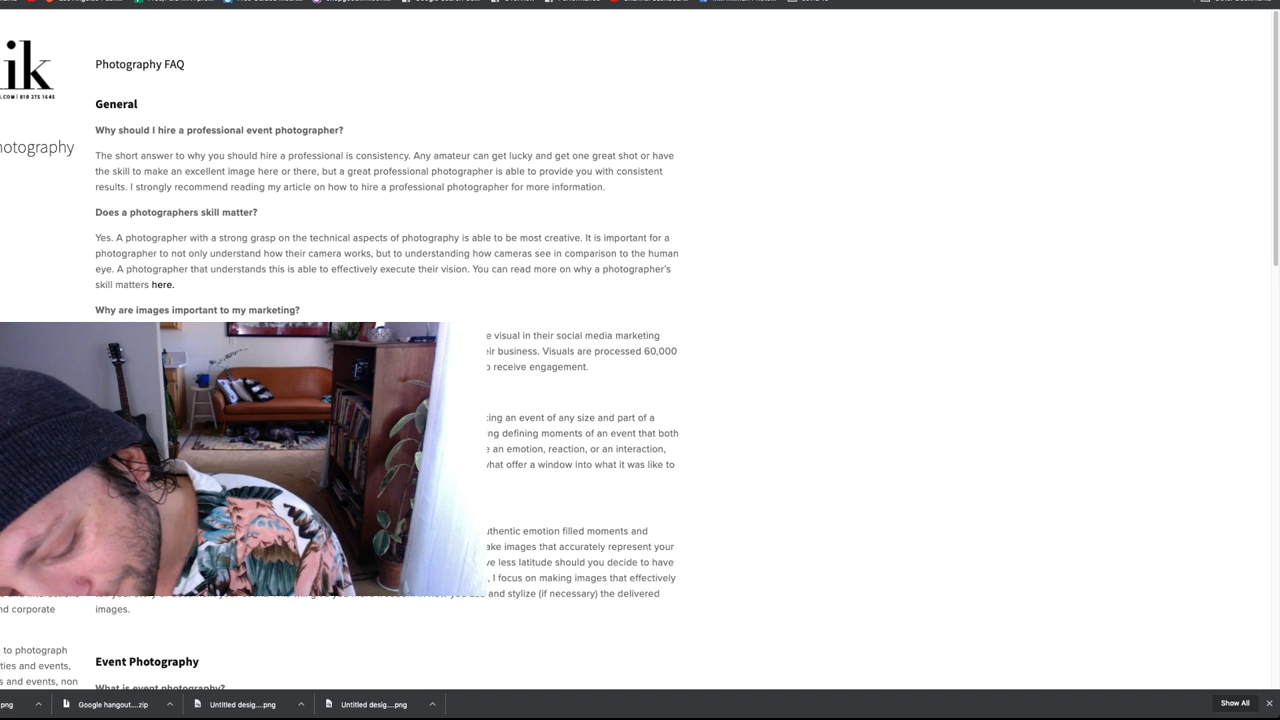 ik
.COM | 818 275 1645
hotography
Photography FAQ
General
Why should I hire a professional event photographer?
The short answer to why you should hire a professional is consistency. Any amateur can get lucky and get one great shot or have
the skill to make an excellent image here or there, but a great professional photographer is able to provide you with consistent
results. I strongly recommend reading my article on how to hire a professional photographer for more information.
Does a photographers skill matter?
Yes. A photographer with a strong grasp on the technical aspects of photography is able to be most creative. It is important for a
photographer to not only understand how their camera works, but to understanding how cameras see in comparison to the human
eye. A photographer that understands this is able to effectively execute their vision. You can read more on why a photographer's
skill matters here.
Why are images important to my marketing?
e visual in their social media marketing
eir business. Visuals are processed 60,000
o receive engagement.
ting an event of any size and part of a
ng defining moments of an event that both
e an emotion, reaction, or an interaction,
what offer a window into what it was like to
uthentic emotion filled moments and
ake images that accurately represent your
ve less latitude should you decide to have
, I focus on making images that effectively
and stylize (if necessary) the delivered
images.
nd corporate
to photograph
ties and events,
s and events, non
Event Photography
What is event photography?
.png
Google hangout....zip
Untitled desig....png
Untitled desig....png
Show All